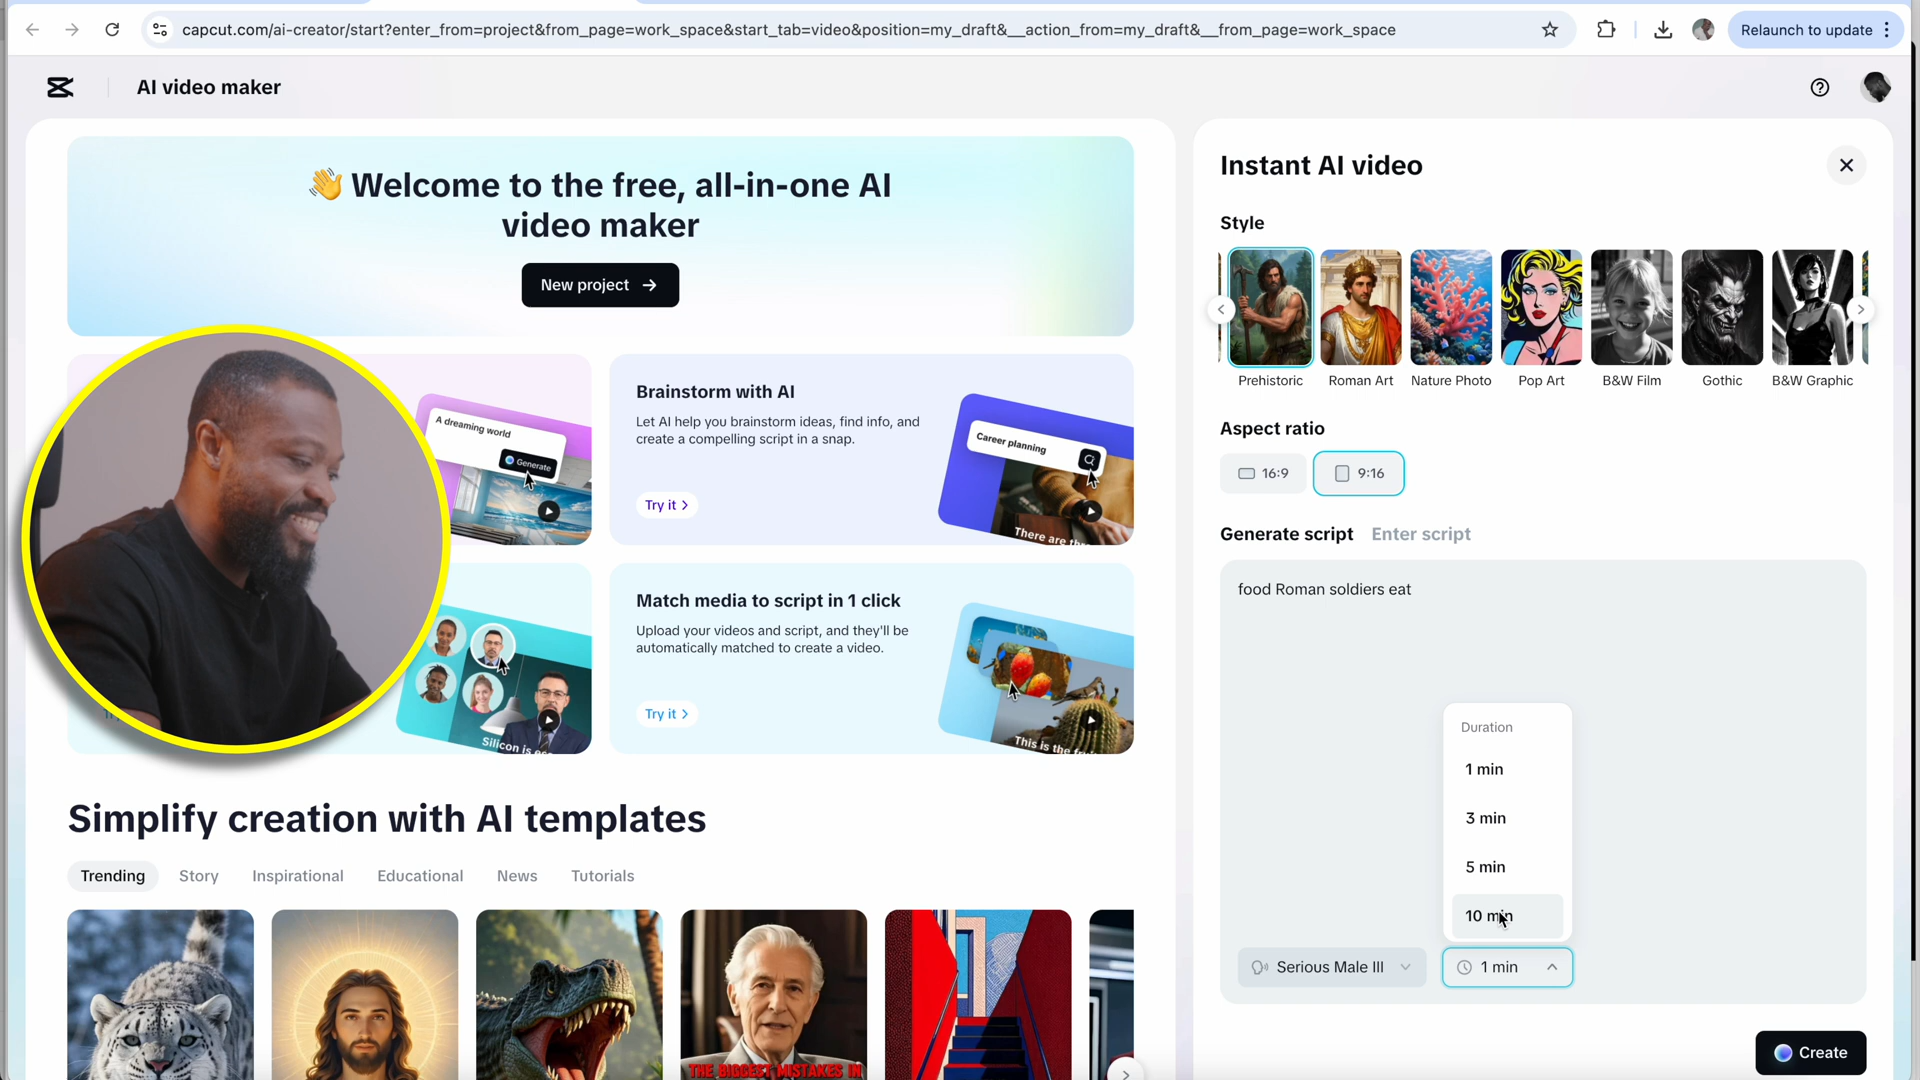 capcut.com/ai-creator/start?enter_from=project&from_page=work_space&start_tab=video&position=my_draft&__action_from=my_draft&__from_page=work_space
Relaunch to update
AI video maker
👋 Welcome to the free, all-in-one AI
video maker
New project →
A dreaming world
Generate
Brainstorm with AI
Let AI help you brainstorm ideas, find info, and
create a compelling script in a snap.
Try it >
Career planning
There are
Silicon is
Match media to script in 1 click
Upload your videos and script, and they'll be
automatically matched to create a video.
Try it >
This is the
Simplify creation with AI templates
Trending
Story
Inspirational
Educational
News
Tutorials
THE BIGGEST MISTAKES IN
Instant AI video
Style
Prehistoric
Roman Art
Nature Photo
Pop Art
B&W Film
Gothic
B&W Graphic
Aspect ratio
16:9
9:16
Generate script
Enter script
food Roman soldiers eat
Duration
1 min
3 min
5 min
10 min
Serious Male III
1 min
Create